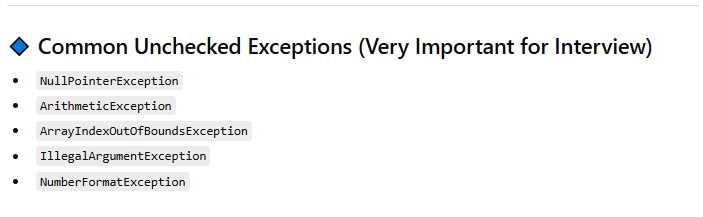 Common Unchecked Exceptions (Very Important for Interview)
NullPointerException
ArithmeticException
ArrayIndexOutOfBoundsException
IllegalArgumentException
NumberFormatException